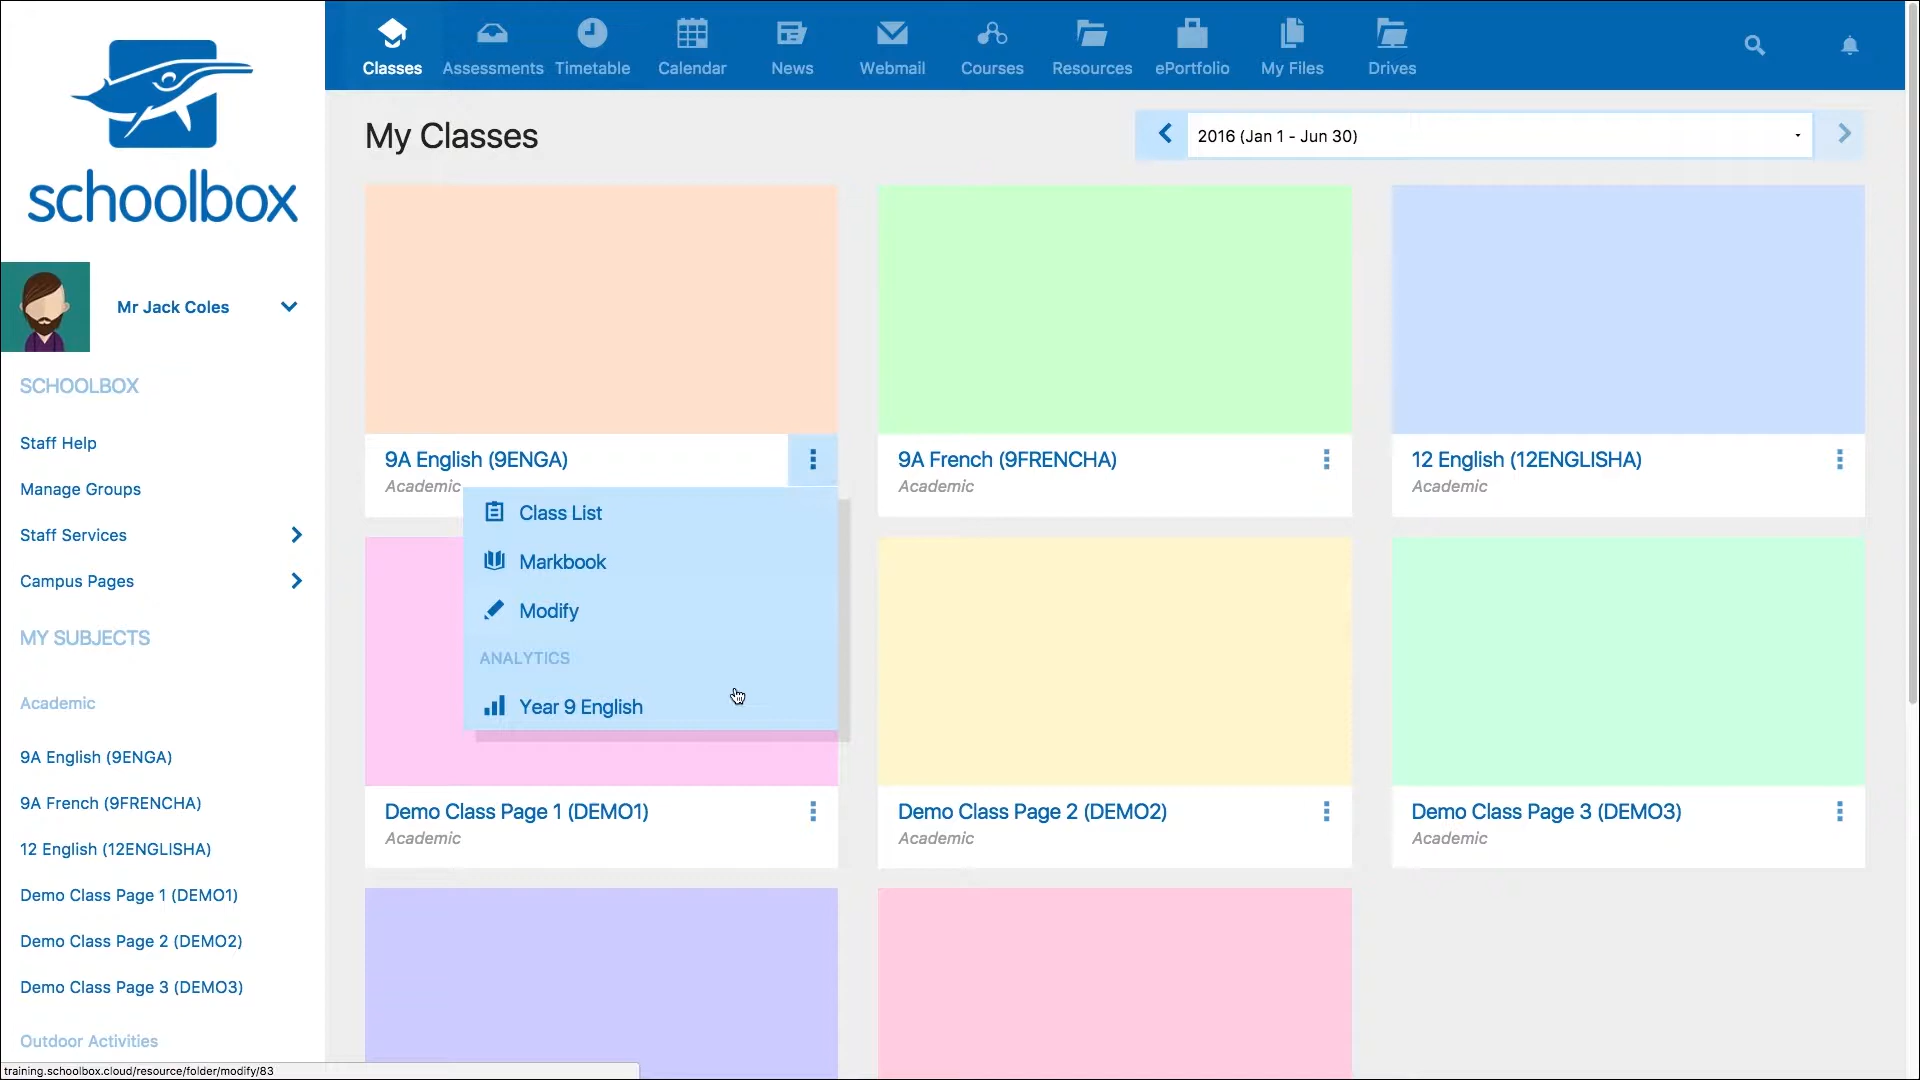 schoolbox
Classes
Assessments
Timetable
Calendar
News
Webmail
Courses
Resources
ePortfolio
My Files
Drives
My Classes
2016 (Jan 1 - Jun 30)
Mr Jack Coles
SCHOOLBOX
Staff Help
Manage Groups
Staff Services
Campus Pages
MY SUBJECTS
Academic
9A English (9ENGA)
9A French (9FRENCHA)
12 English (12ENGLISHA)
Demo Class Page 1 (DEMO1)
Demo Class Page 2 (DEMO2)
Demo Class Page 3 (DEMO3)
Outdoor Activities
9A English (9ENGA)
Academic
Class List
Markbook
Modify
ANALYTICS
Year 9 English
9A French (9FRENCHA)
Academic
12 English (12ENGLISHA)
Academic
Demo Class Page 1 (DEMO1)
Academic
Demo Class Page 2 (DEMO2)
Academic
Demo Class Page 3 (DEMO3)
Academic
training.schoolbox.cloud/resource/folder/modify/83